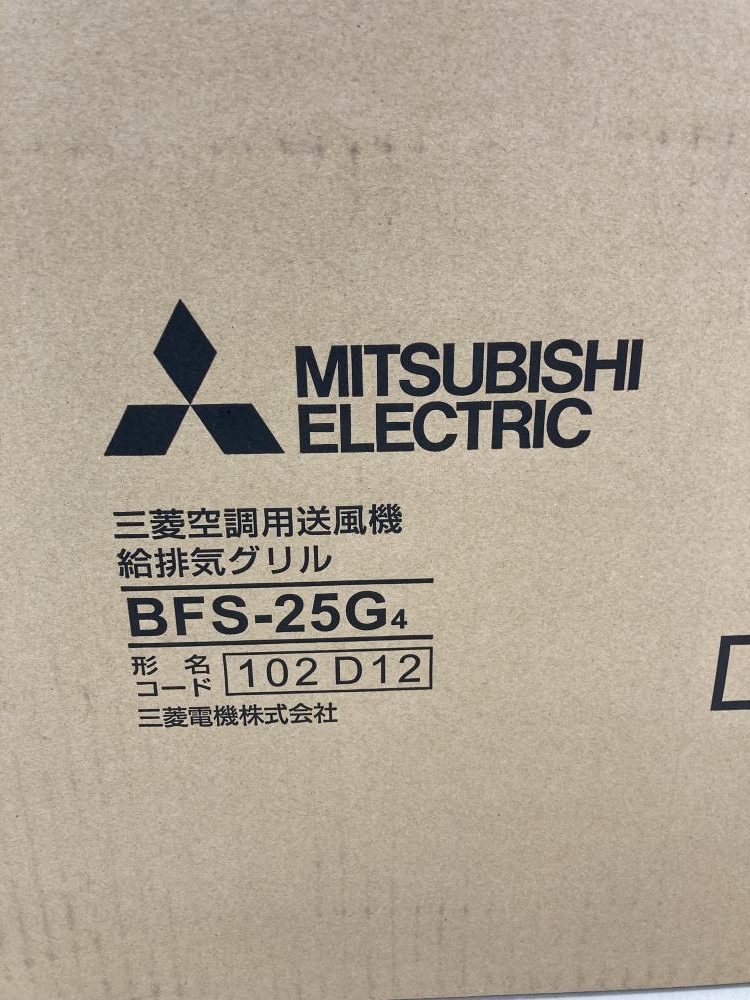 MITSUBISHI
ELECTRIC
三菱空調用送風機
給排気グリル
BFS-25G4
形 名
コード 102 D12
三菱電機株式会社